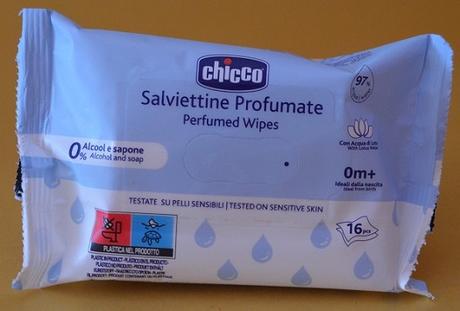 chicco
Salviettine Profumate
Perfumed Wipes
97%
0% Alcool e sapone
Alcohol and soap
Con Acqua di Loto
With Lotus Water
0m+
Ideali dalla nascita
Ideal from birth
TESTATE SU PELLI SENSIBILI | TESTED ON SENSITIVE SKIN
16 pcs
PLASTICA NEL PRODOTTO